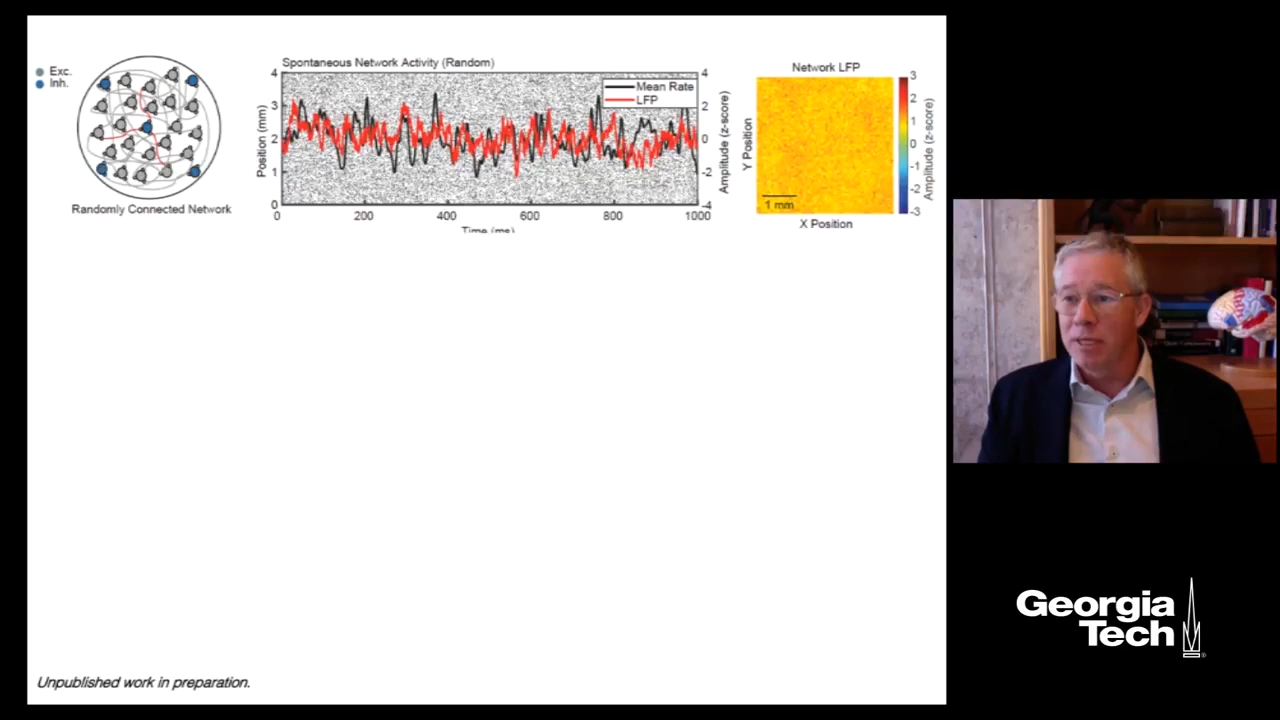 Exc.
Inh.
Randomly Connected Network
Spontaneous Network Activity (Random)
Mean Rate
LFP
4
3
2
1
0
Position (mm)
4
2
0
-2
-4
Amplitude (z-score)
0
200
400
600
800
1000
Time (ms)
Network LFP
Y Position
1 mm
X Position
3
2
1
0
-1
-2
-3
Amplitude (z-score)
Unpublished work in preparation.
Georgia
Tech